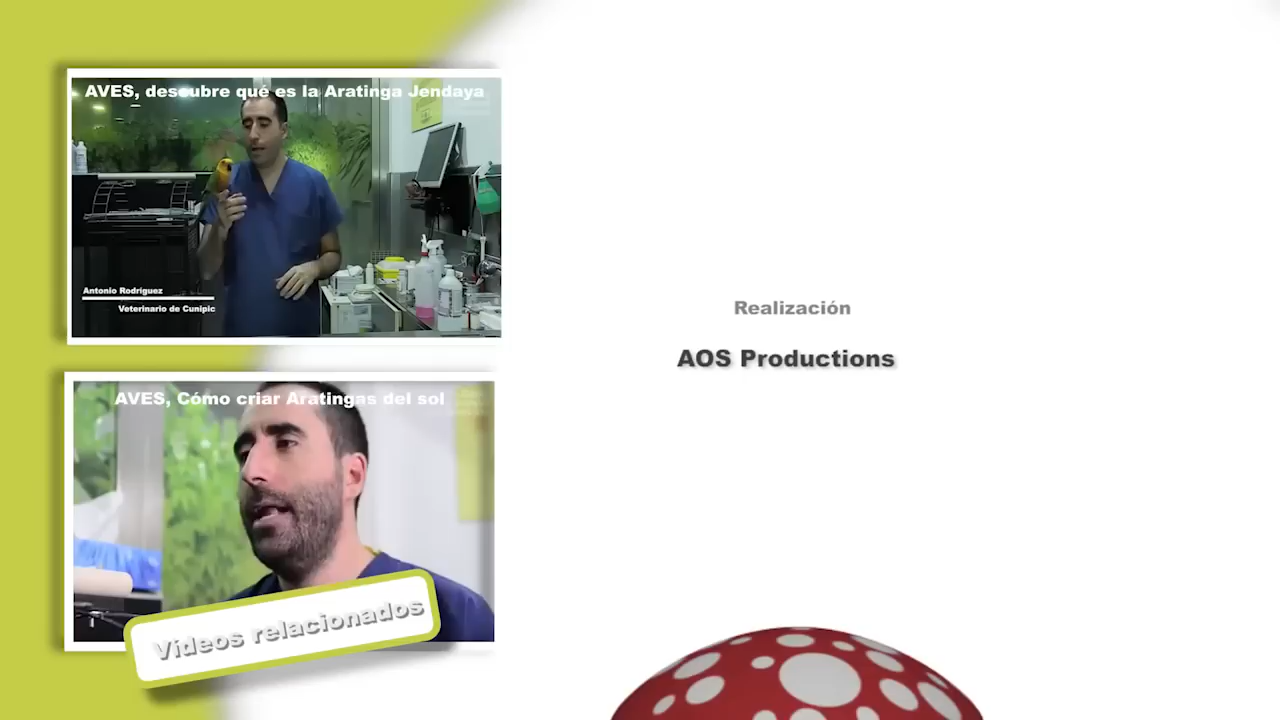 AVES, descubre qué es la Aratinga Jendaya
Antonio Rodríguez
Veterinario de Cunipic
AVES, Cómo criar Aratingas del sol
Vídeos relacionados
Realización
AOS Productions